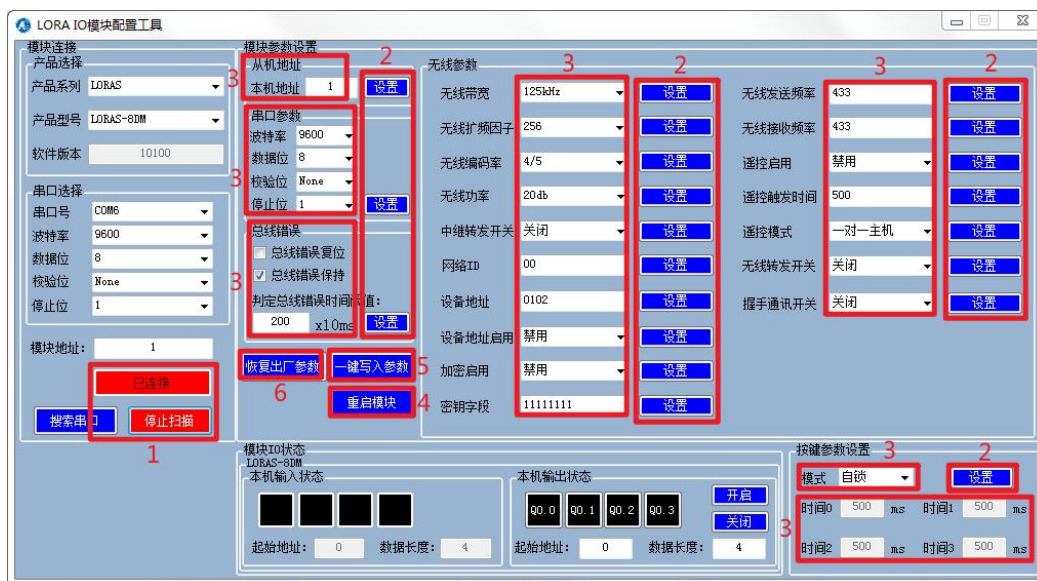 LORA IO模块配置工具
模块连接
产品选择
产品系列 LORAS
产品型号 LORAS-8DM
软件版本 10100
串口选择
串口号 COM6
波特率 9600
数据位 8
校验位 None
停止位 1
模块地址: 1
已连接
搜索串口 停止扫描
1
模块参数设置
2
从机地址
3
本机地址 1 设置
串口参数
波特率 9600
数据位 8
3
校验位 None
停止位 1 设置
总线错误
总线错误复位
3
总线错误保持
判定总线错误时间阈值:
200 x10ms 设置
恢复出厂参数 一键写入参数 5
6
重启模块 4
无线参数
3 2
无线带宽 125kHz 设置
无线扩频因子 256 设置
无线编码率 4/5 设置
无线功率 20db 设置
中继转发开关 关闭 设置
网络ID 00 设置
设备地址 0102 设置
设备地址启用 禁用 设置
加密启用 禁用 设置
密钥字段 11111111 设置
3 2
无线发送频率 433 设置
无线接收频率 433 设置
遥控启用 禁用 设置
遥控触发时间 500 设置
遥控模式 一对一主机 设置
无线转发开关 关闭 设置
握手通讯开关 关闭 设置
模块IO状态
LORAS-8DM
本机输入状态
起始地址: 0 数据长度: 4
本机输出状态
Q0.0 Q0.1 Q0.2 Q0.3
开启
关闭
起始地址: 0 数据长度: 4
按键参数设置 3 2
模式 自锁 设置
时间0 500 ms 时间1 500 ms
3
时间2 500 ms 时间3 500 ms